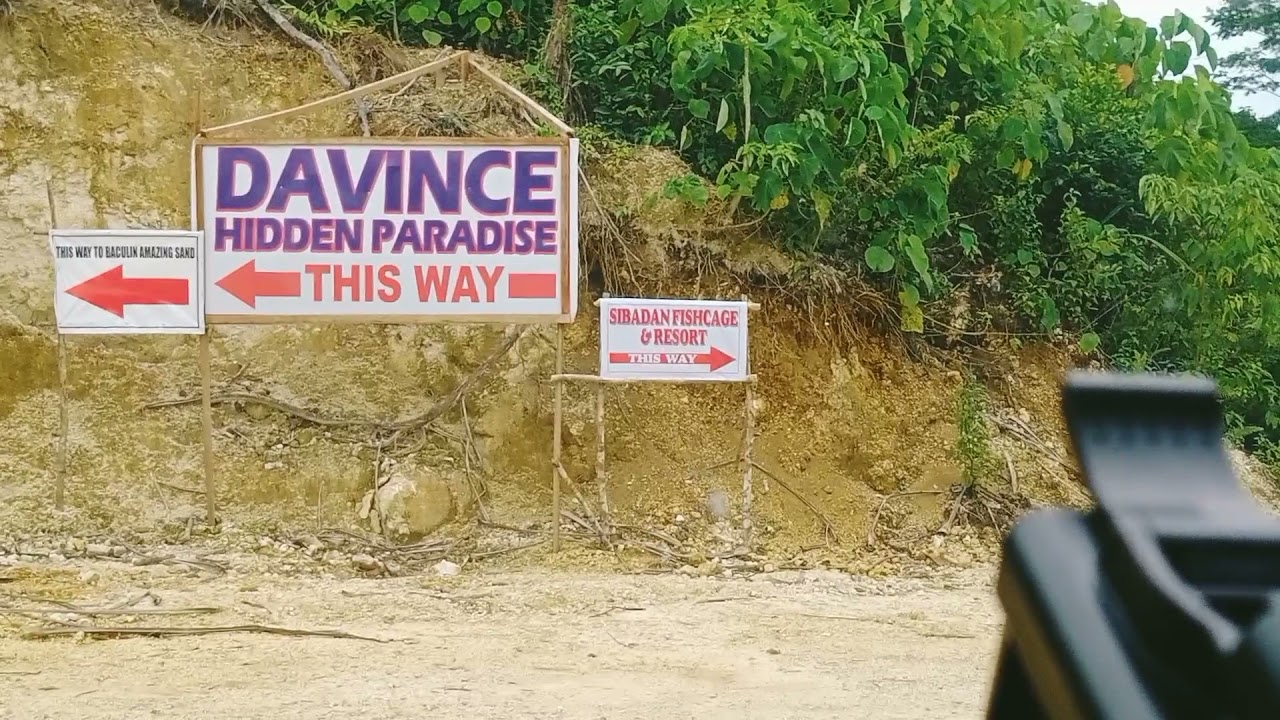 THIS WAY TO BACULIN AMAZING SAND
DAVINCE
HIDDEN PARADISE
THIS WAY
SIBADAN FISHCAGE
& RESORT
THIS WAY